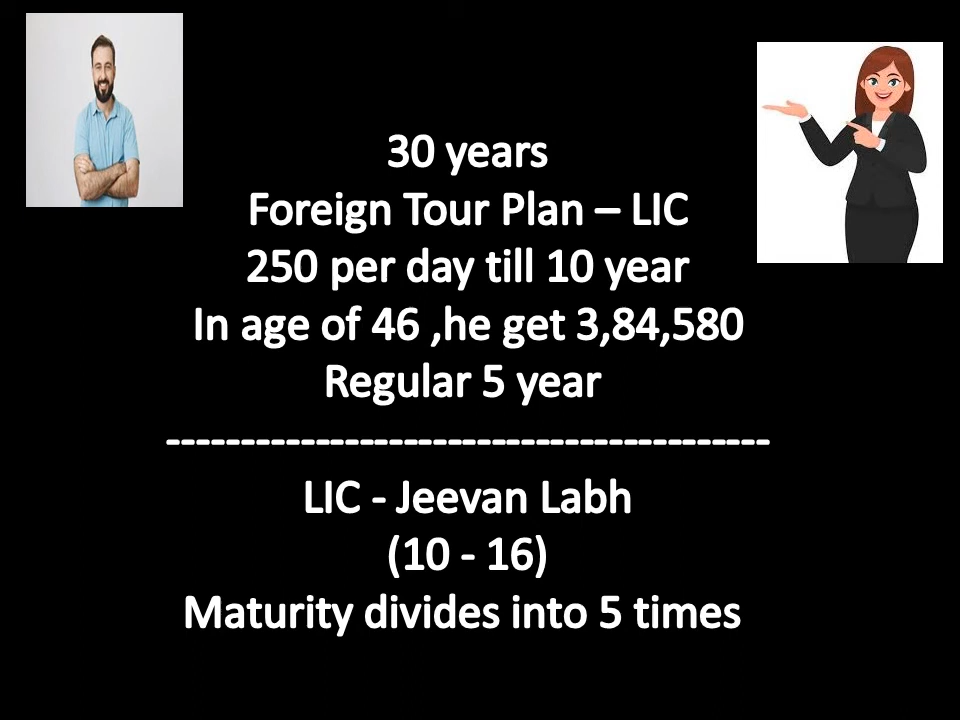 30 years
Foreign Tour Plan – LIC
250 per day till 10 year
In age of 46 ,he get 3,84,580
Regular 5 year
-----------------------------------------
LIC - Jeevan Labh
(10 - 16)
Maturity divides into 5 times